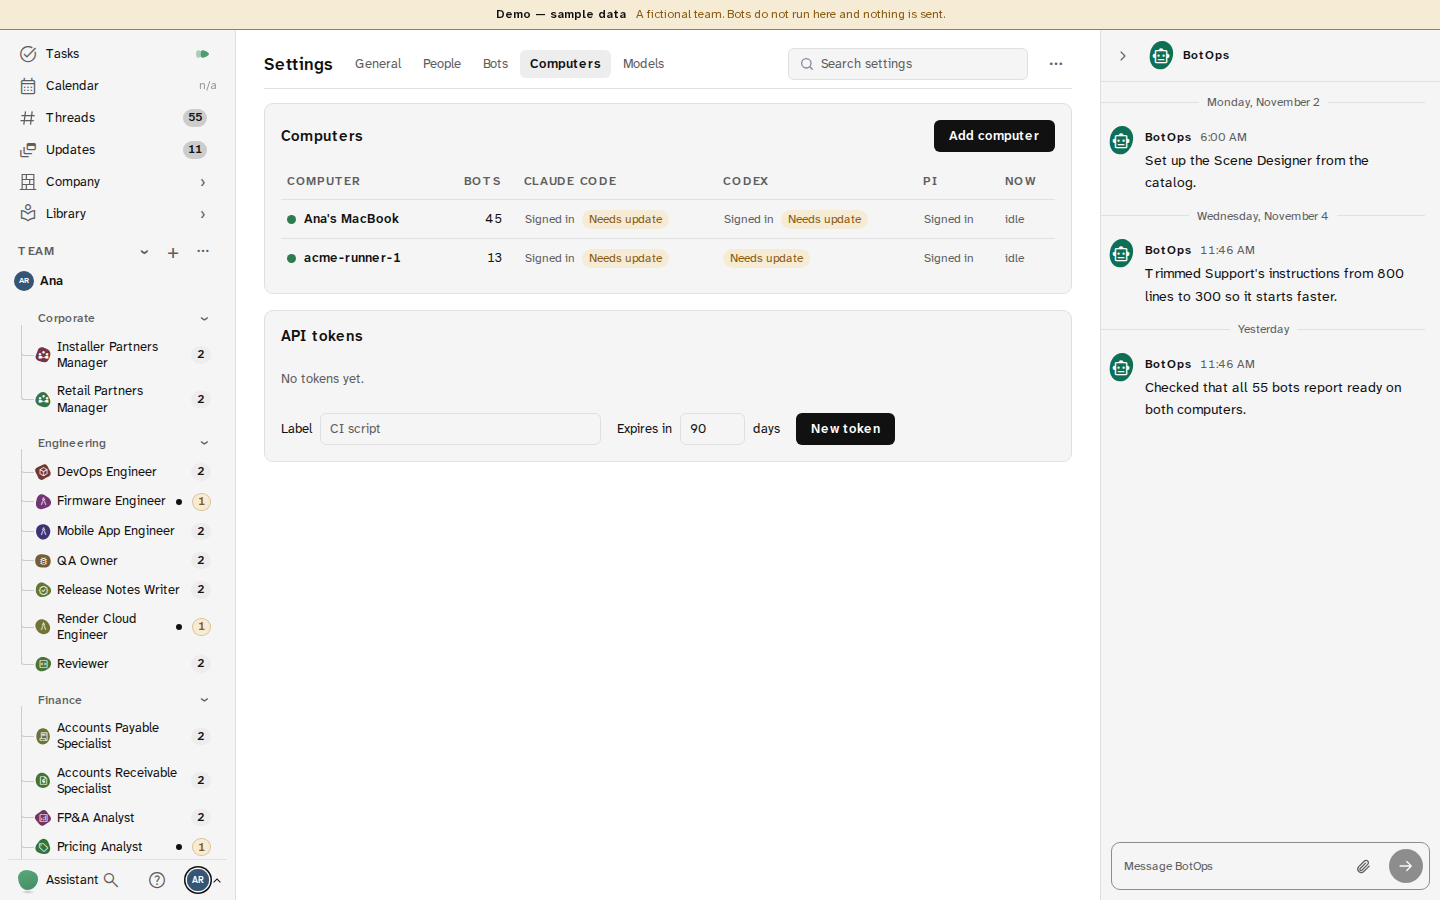 Demo — sample data A fictional team. Bots do not run here and nothing is sent.
Tasks
Calendar n/a
Threads 55
Updates 11
Company
Library
TEAM
AR Ana
Corporate
Installer Partners
Manager 2
Retail Partners
Manager 2
Engineering
DevOps Engineer 2
Firmware Engineer 1
Mobile App Engineer 2
QA Owner 2
Release Notes Writer 2
Render Cloud
Engineer 1
Reviewer 2
Finance
Accounts Payable
Specialist 2
Accounts Receivable
Specialist 2
FP&A Analyst 2
Pricing Analyst 1
Assistant AR
Settings General People Bots Computers Models Search settings
Computers Add computer
COMPUTER BOTS CLAUDE CODE CODEX PI NOW
Ana's MacBook 45 Signed in Needs update Signed in Needs update Signed in idle
acme-runner-1 13 Signed in Needs update Needs update Signed in idle
API tokens
No tokens yet.
Label CI script Expires in 90 days New token
BotOps
Monday, November 2
BotOps 6:00 AM
Set up the Scene Designer from the
catalog.
Wednesday, November 4
BotOps 11:46 AM
Trimmed Support's instructions from 800
lines to 300 so it starts faster.
Yesterday
BotOps 11:46 AM
Checked that all 55 bots report ready on
both computers.
Message BotOps